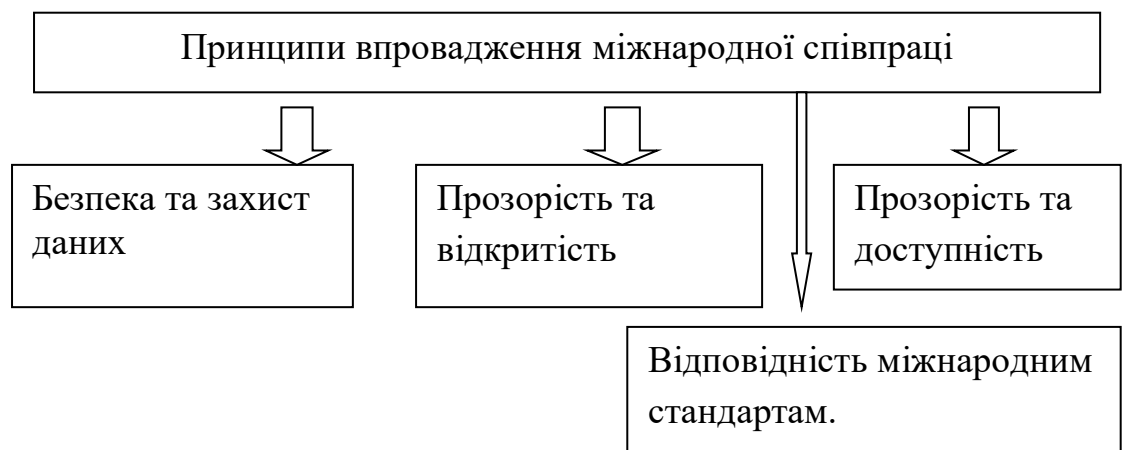 Принципи впровадження міжнародної співпраці
Безпека та захист
даних
Прозорість та
відкритість
Прозорість та
доступність
Відповідність міжнародним
стандартам.